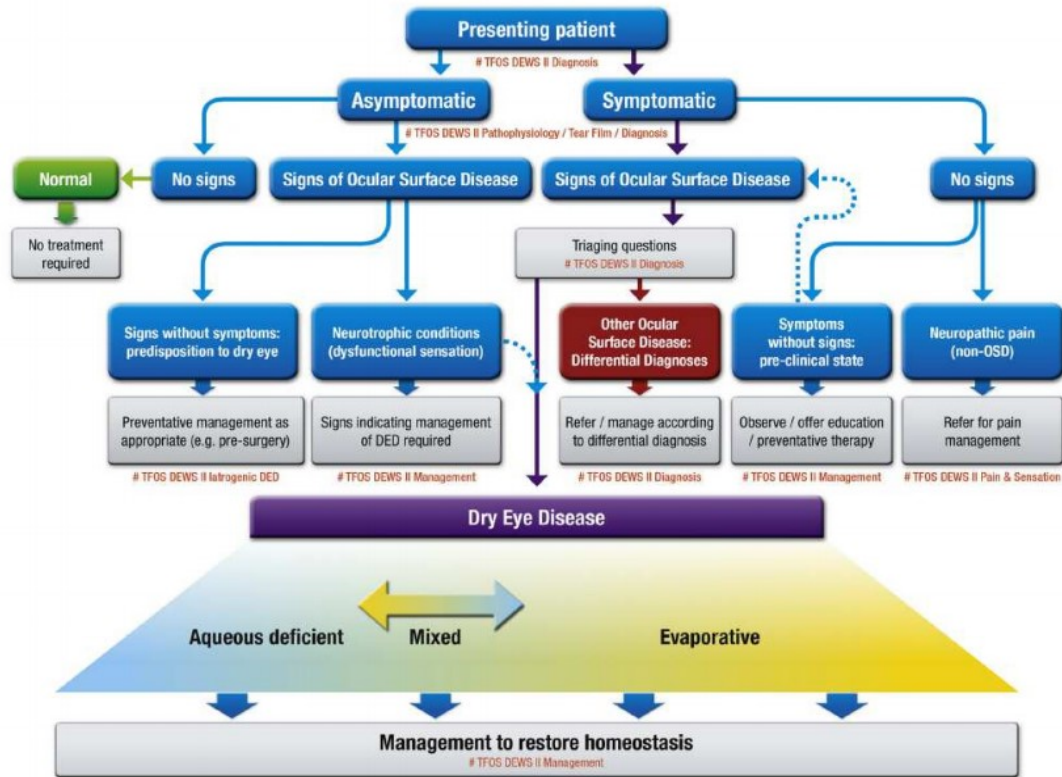 Presenting patient
# TFOS DEWS II Diagnosis
Asymptomatic
Symptomatic
# TFOS DEWS II Pathophysiology / Tear Film / Diagnosis
Normal
No signs
Signs of Ocular Surface Disease
Signs of Ocular Surface Disease
No signs
No treatment
required
Triaging questions
# TFOS DEWS II Diagnosis
Signs without symptoms:
predisposition to dry eye
Neurotrophic conditions
(dysfunctional sensation)
Other Ocular
Surface Disease:
Differential Diagnoses
Symptoms
without signs:
pre-clinical state
Neuropathic pain
(non-OSD)
Preventative management as
appropriate (e.g. pre-surgery)
# TFOS DEWS II Iatrogenic DED
Signs indicating management
of DED required
# TFOS DEWS II Management
Refer / manage according
to differential diagnosis
# TFOS DEWS II Diagnosis
Observe / offer education
/ preventative therapy
# TFOS DEWS II Management
Refer for pain
management
# TFOS DEWS II Pain & Sensation
Dry Eye Disease
Aqueous deficient
Mixed
Evaporative
Management to restore homeostasis
# TFOS DEWS II Management